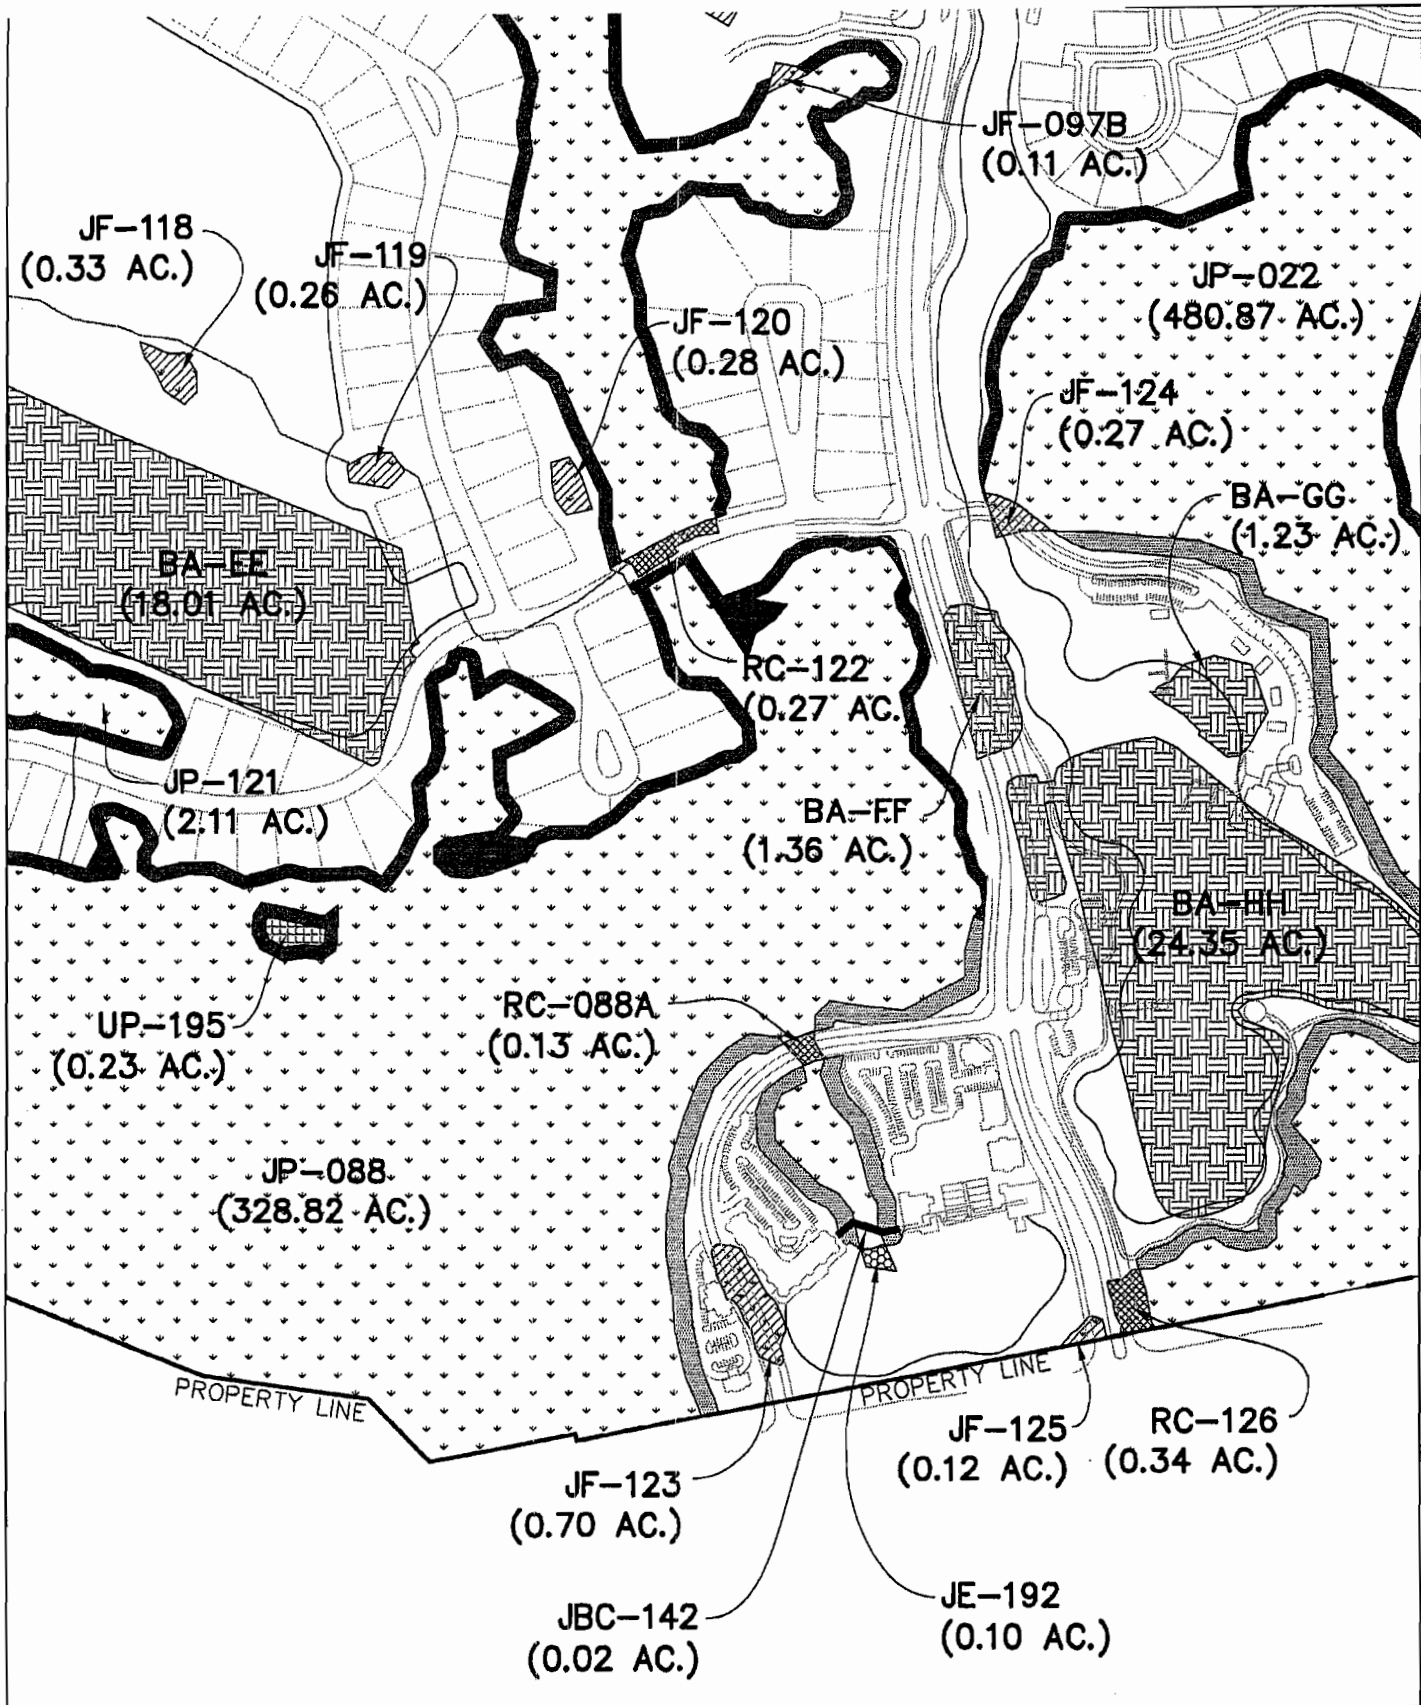 JF-097B
(0.11 AC.)
JF-118
(0.33 AC.)
JF-119
(0.26 AC.)
JP-022
(480.87 AC.)
JF-120
(0.28 AC.)
JF-124
(0.27 AC.)
BA-GG
(1.23 AC.)
BA-EE
(18.01 AC.)
RC-122
(0.27 AC.
JP-121
(2.11 AC.)
BA-FF
(1.36 AC.)
BA-HH
(24.35 AC.)
UP-195
(0.23 AC.)
RC-088A
(0.13 AC.)
JP-088
(328.82 AC.)
PROPERTY LINE
PROPERTY LINE
JF-125
(0.12 AC.)
RC-126
(0.34 AC.)
JF-123
(0.70 AC.)
JBC-142
(0.02 AC.)
JE-192
(0.10 AC.)